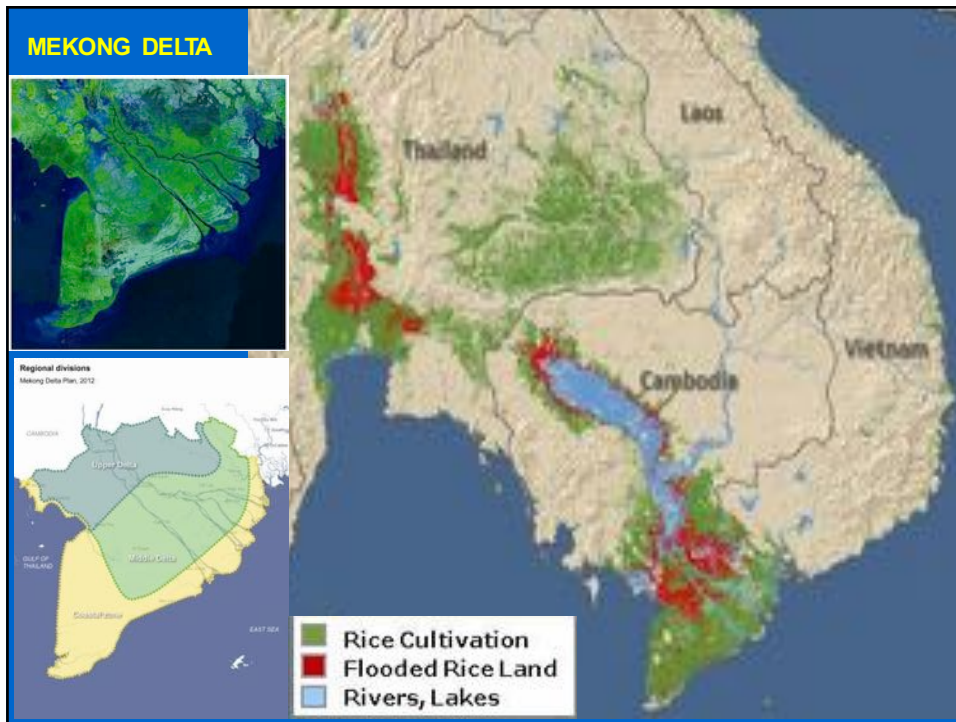 MEKONG DELTA
Laos
Thailand
Vietnam
Cambodia
Regional divisions
Mekong Delta Plan, 2012
CAMBODIA
Upper Delta
Middle Delta
GULF OF
THAILAND
Coastal zone
EAST SEA
Rice Cultivation
Flooded Rice Land
Rivers, Lakes